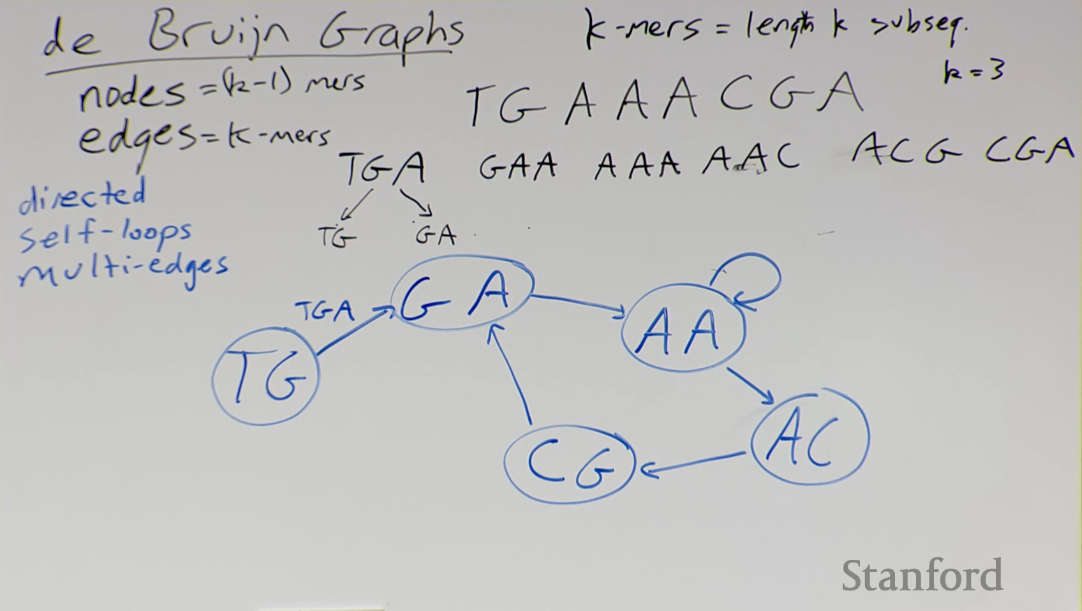 de Bruijn Graphs
k-mers = length k subseq.
k=3
nodes = (k-1) mers
edges = k-mers
TGAAACGA
TGA GAA AAA AAC ACG CGA
TG GA
directed
self-loops
multi-edges
TGA
GA
AA
TG
AC
CG
Stanford